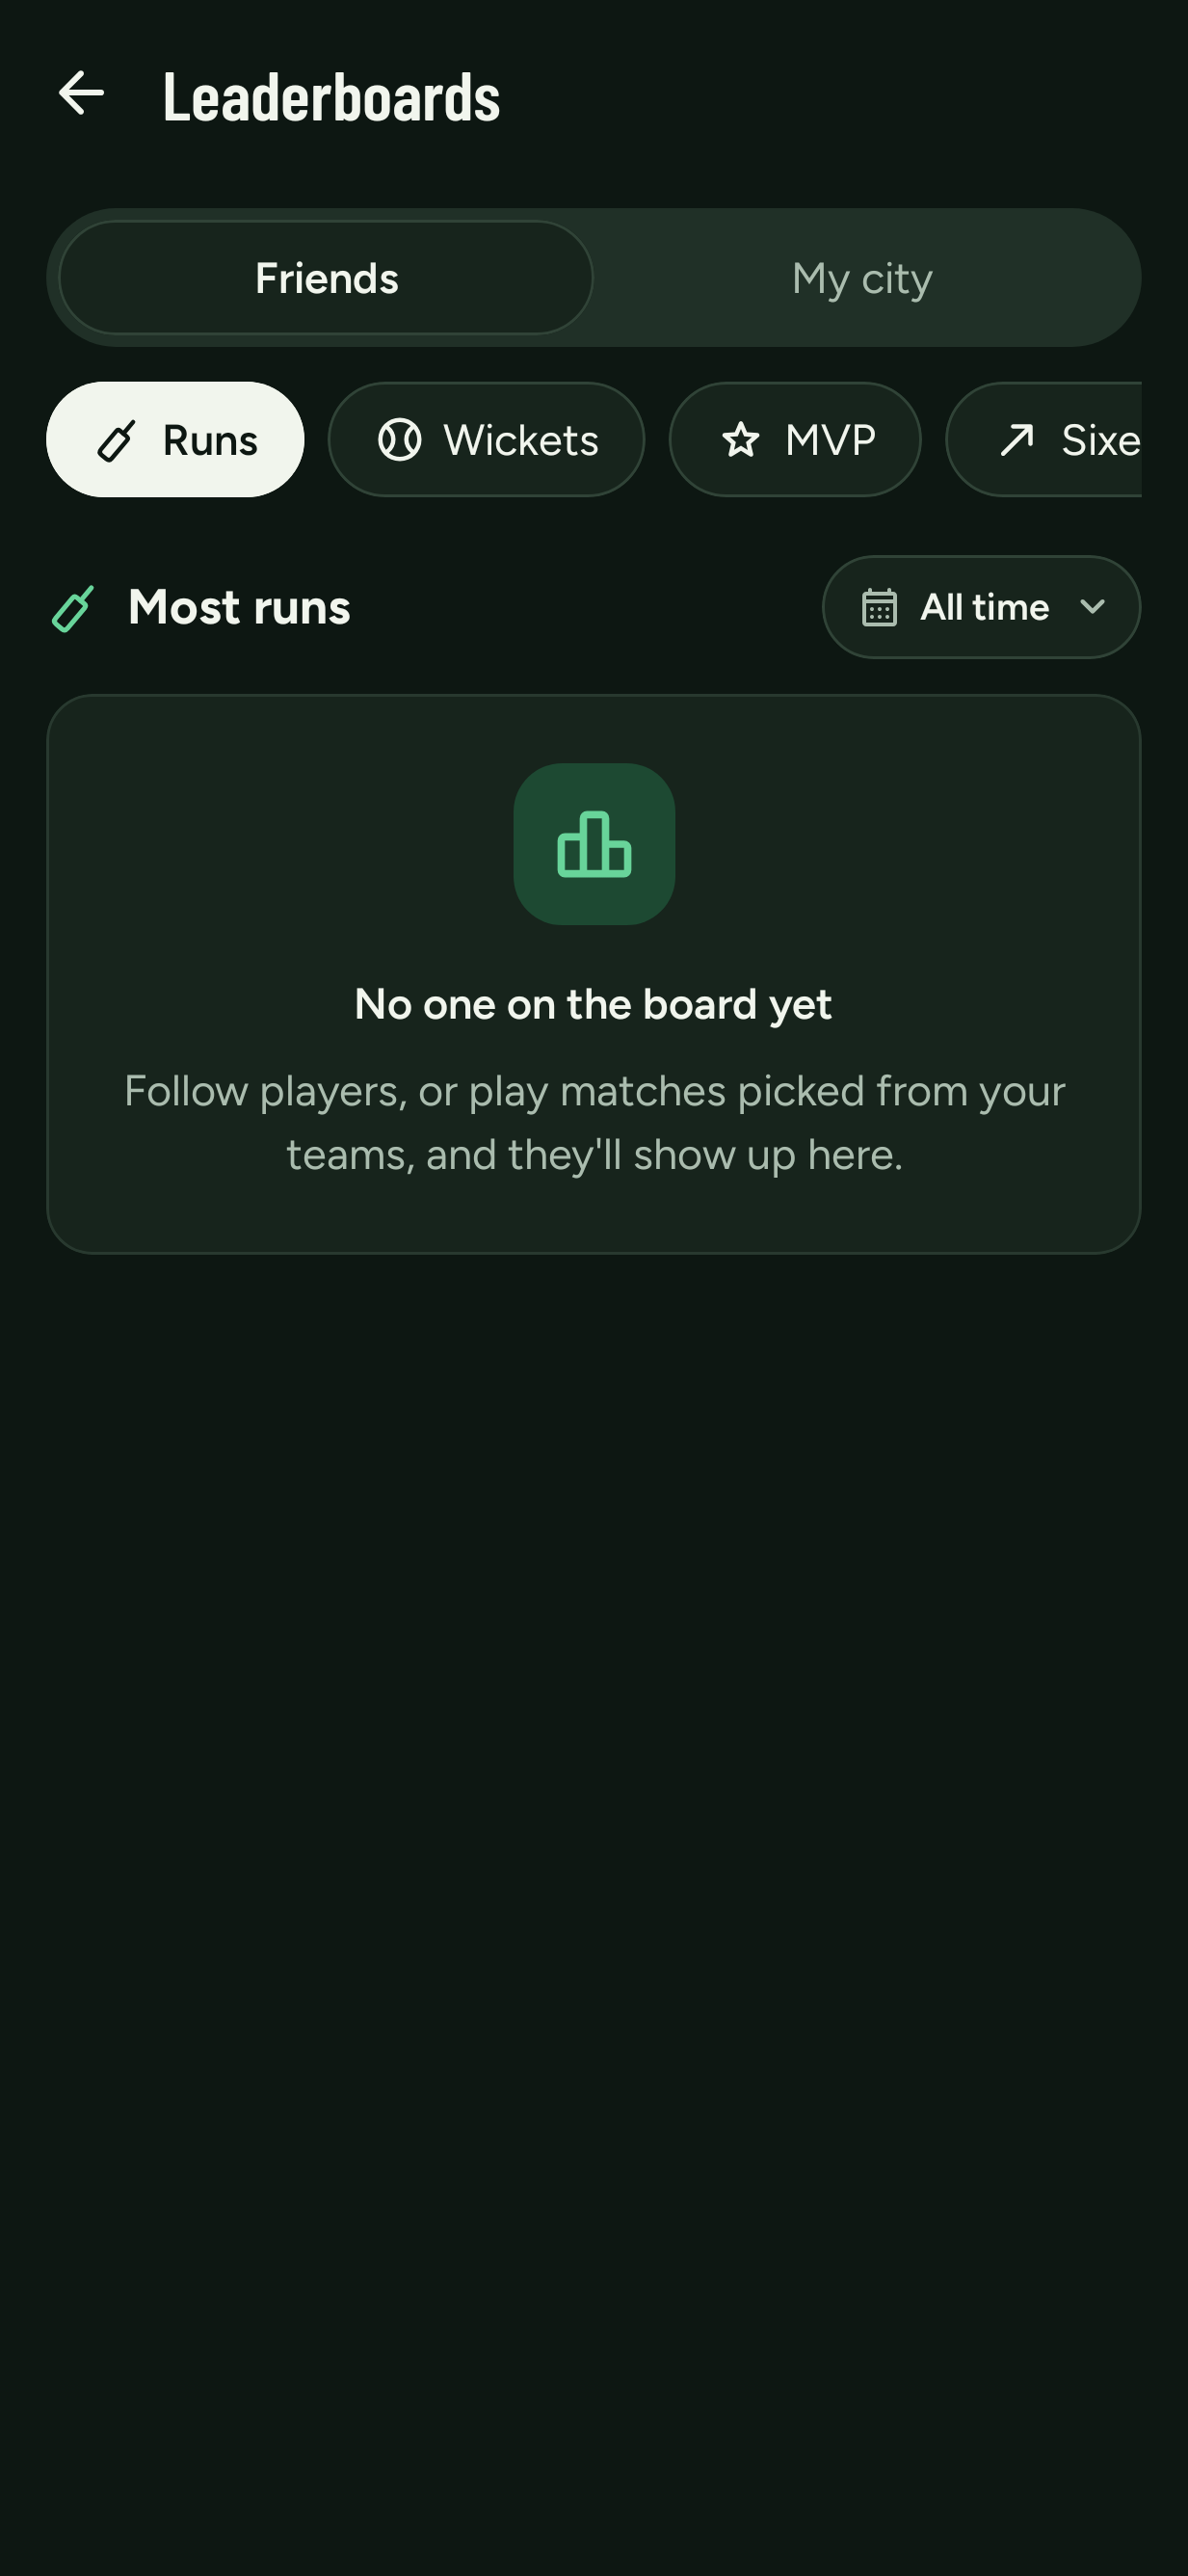 Leaderboards
Friends
My city
Runs
Wickets
MVP
Sixe
Most runs
All time
No one on the board yet
Follow players, or play matches picked from your
teams, and they'll show up here.